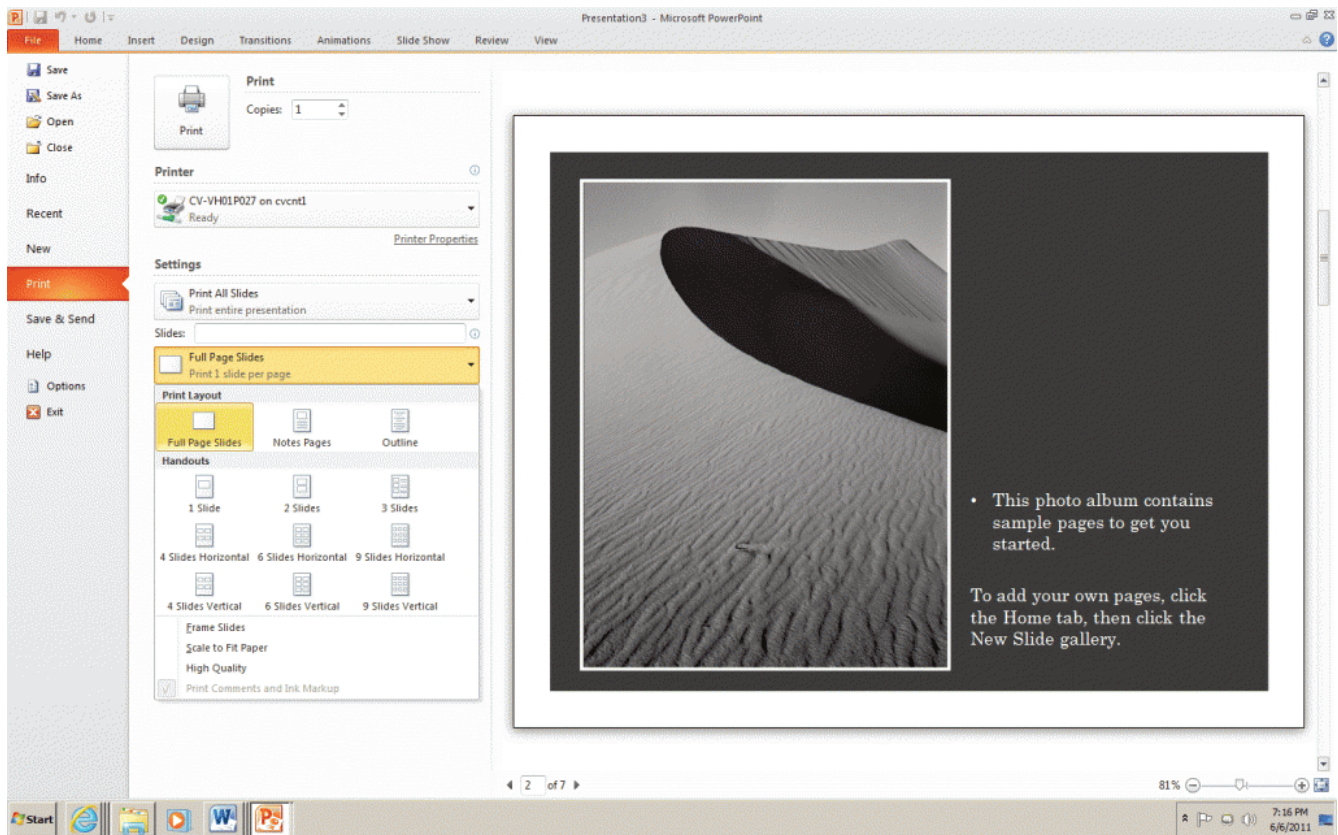 Presentation3 - Microsoft PowerPoint
File Home Insert Design Transitions Animations Slide Show Review View
Save
Save As
Open
Close
Info
Recent
New
Print
Save & Send
Help
Options
Exit
Print
Print
Copies: 1
Printer
CV-VH01P027 on cvcnt1
Ready
Printer Properties
Settings
Print All Slides
Print entire presentation
Slides:
Full Page Slides
Print 1 slide per page
Print Layout
Full Page Slides Notes Pages Outline
Handouts
1 Slide 2 Slides 3 Slides
4 Slides Horizontal 6 Slides Horizontal 9 Slides Horizontal
4 Slides Vertical 6 Slides Vertical 9 Slides Vertical
Frame Slides
Scale to Fit Paper
High Quality
Print Comments and Ink Markup
• This photo album contains
sample pages to get you
started.
To add your own pages, click
the Home tab, then click the
New Slide gallery.
2 of 7
81%
Start
7:16 PM
6/6/2011